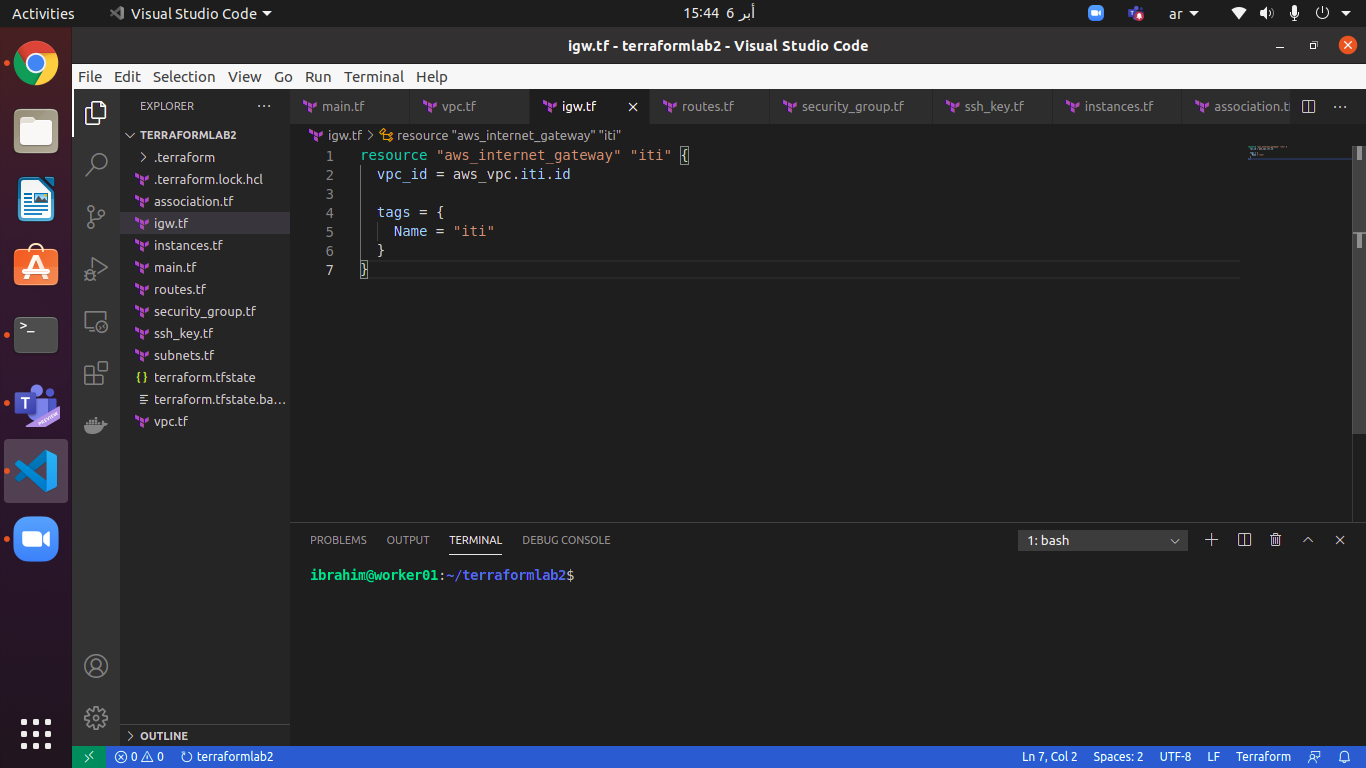 Activities
Visual Studio Code
15:44 6 أبر
ar
igw.tf - terraformlab2 - Visual Studio Code
File Edit Selection View Go Run Terminal Help
EXPLORER ...
TERRAFORMLAB2
.terraform
.terraform.lock.hcl
association.tf
igw.tf
instances.tf
main.tf
routes.tf
security_group.tf
ssh_key.tf
subnets.tf
terraform.tfstate
terraform.tfstate.ba...
vpc.tf
OUTLINE
main.tf vpc.tf igw.tf routes.tf security_group.tf ssh_key.tf instances.tf association.t
igw.tf > resource "aws_internet_gateway" "iti"
1 resource "aws_internet_gateway" "iti" {
2 vpc_id = aws_vpc.iti.id
3
4 tags = {
5 Name = "iti"
6 }
7 }
PROBLEMS OUTPUT TERMINAL DEBUG CONSOLE
1: bash
ibrahim@worker01:~/terraformlab2$
0 0 terraformlab2
Ln 7, Col 2 Spaces: 2 UTF-8 LF Terraform